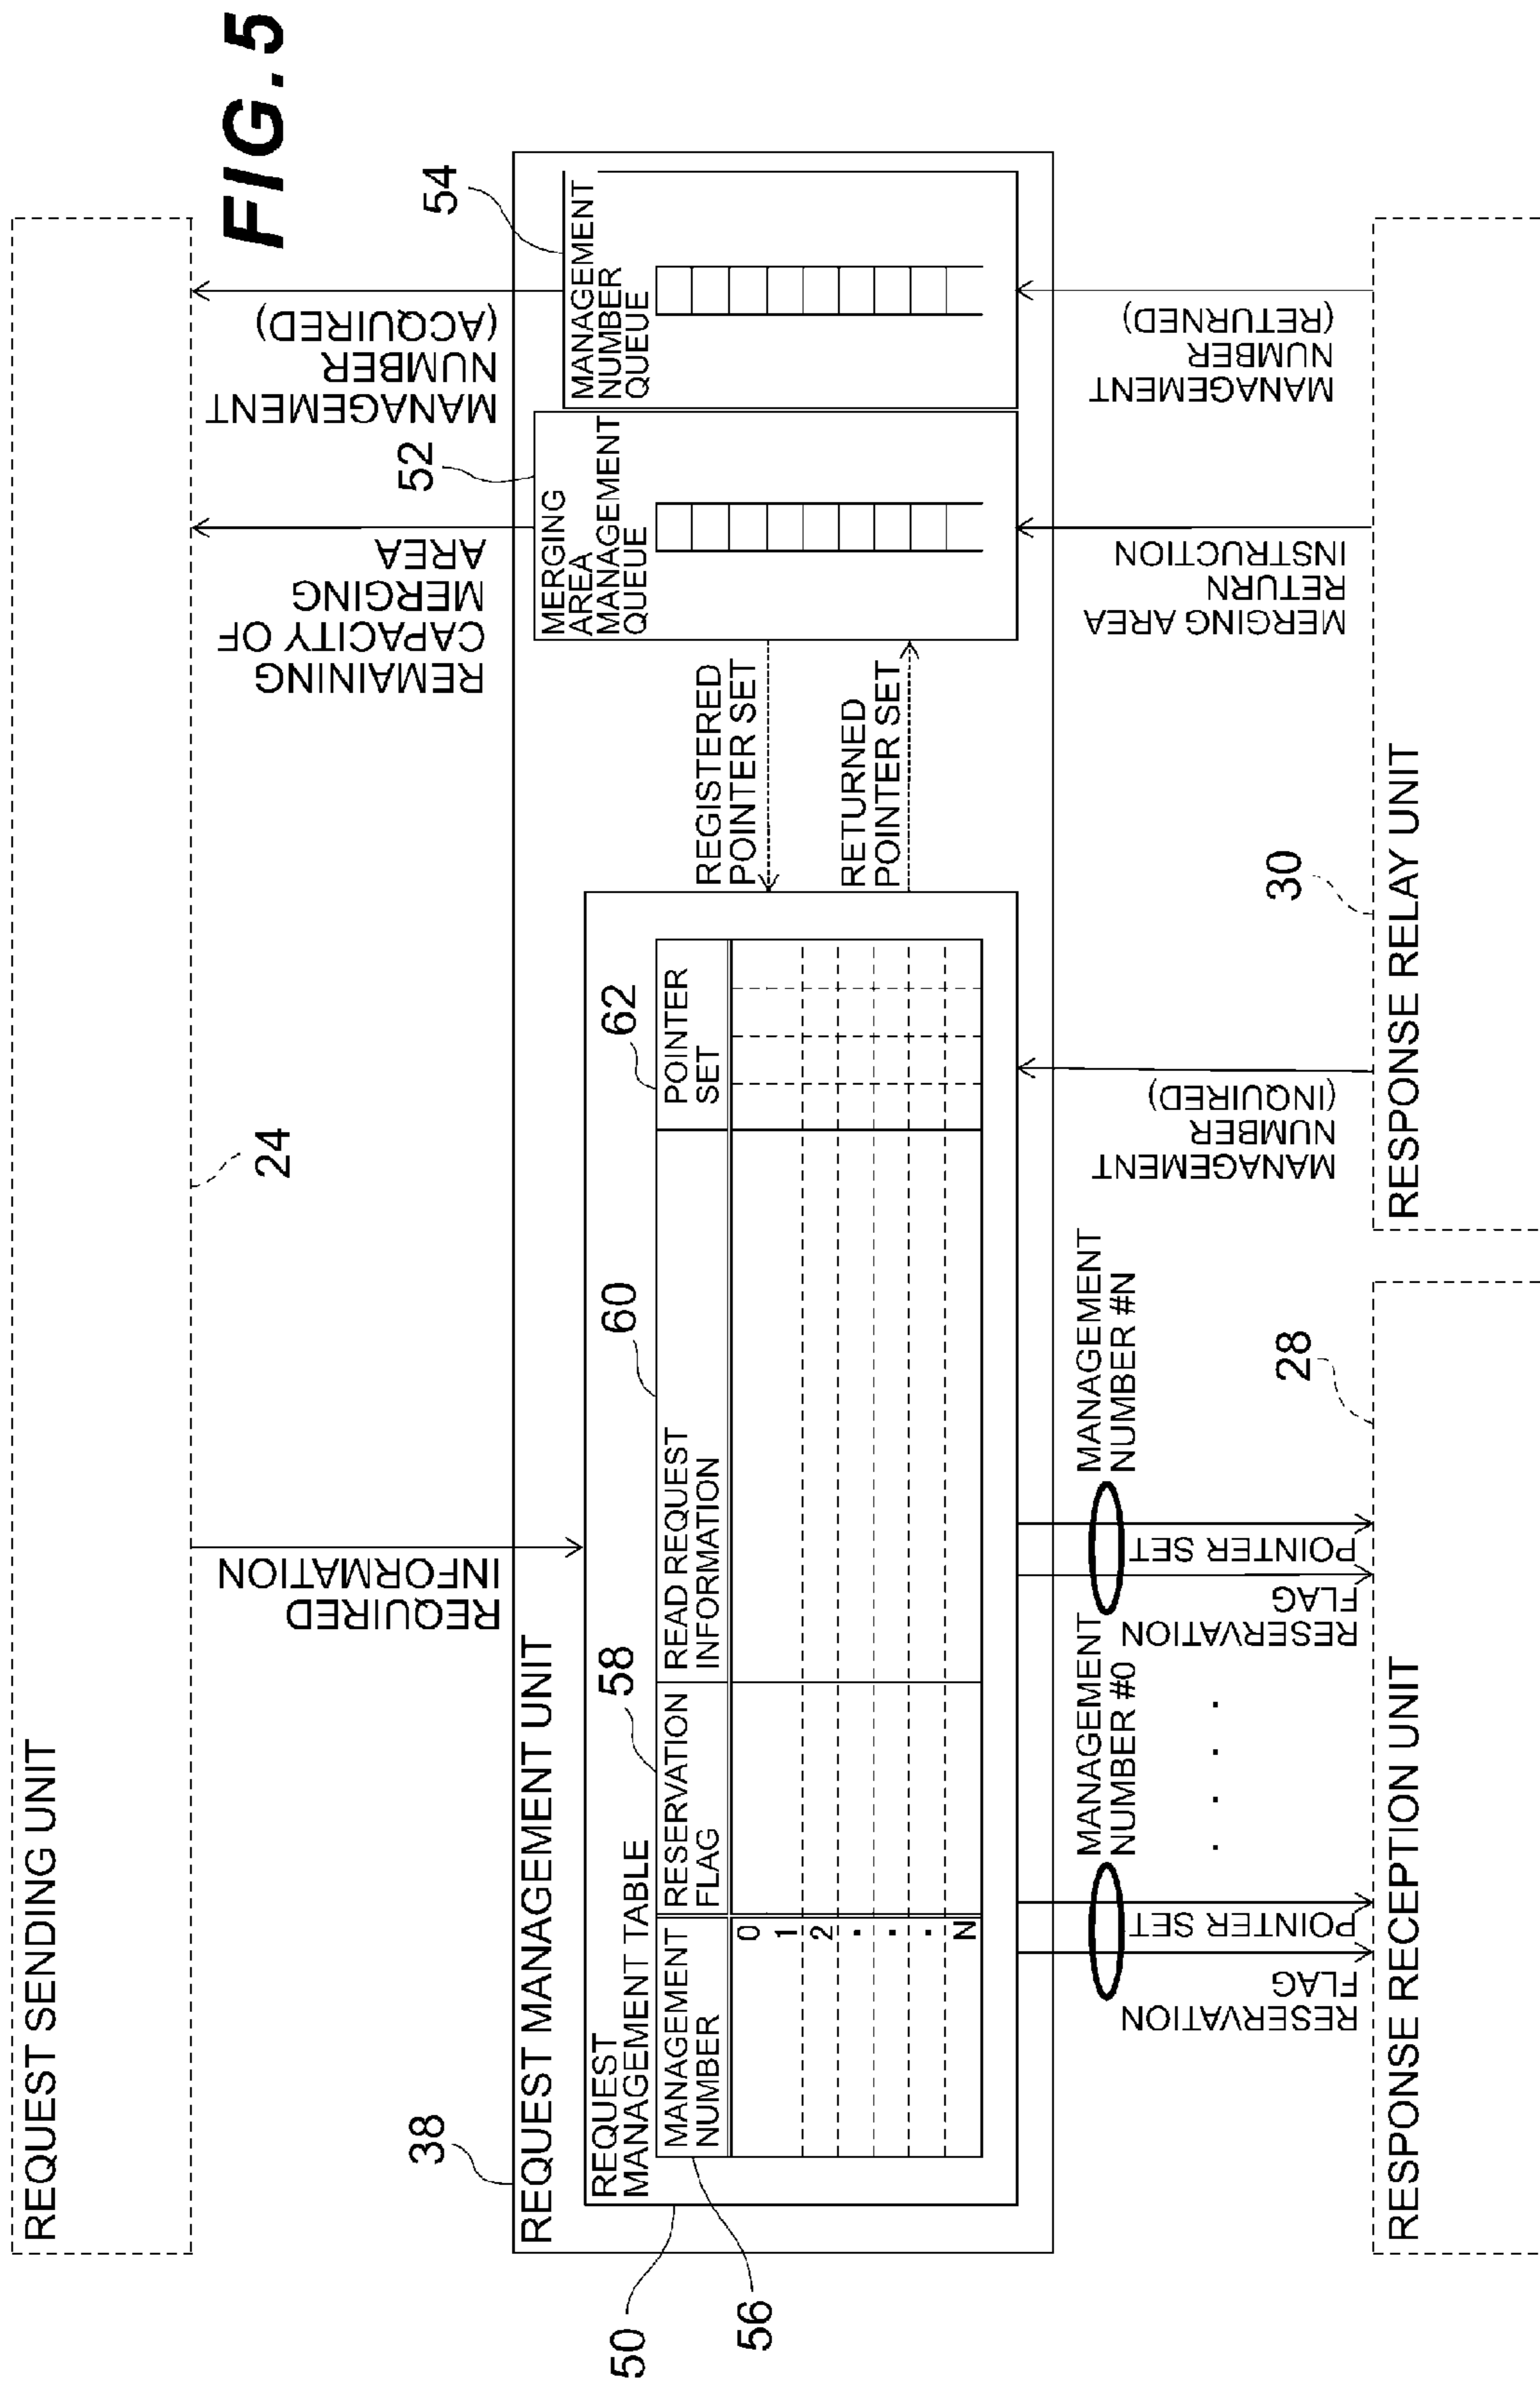 FIG. 5
REQUEST SENDING UNIT
24
REQUIRED
INFORMATION
REMAINING
CAPACITY OF
MERGING
AREA
MANAGEMENT
NUMBER
(ACQUIRED)
38
REQUEST MANAGEMENT UNIT
50
REQUEST
MANAGEMENT TABLE
56
58
60
62
MANAGEMENT
NUMBER
RESERVATION
FLAG
READ REQUEST
INFORMATION
POINTER
SET
0
1
2
.
.
.
N
REGISTERED
POINTER SET
RETURNED
POINTER SET
52
MERGING
AREA
MANAGEMENT
QUEUE
54
MANAGEMENT
NUMBER
QUEUE
RESERVATION
FLAG
POINTER SET
MANAGEMENT
NUMBER #0
. . . .
RESERVATION
FLAG
POINTER SET
MANAGEMENT
NUMBER #N
MANAGEMENT
NUMBER
(INQUIRED)
MERGING AREA
RETURN
INSTRUCTION
MANAGEMENT
NUMBER
(RETURNED)
28
RESPONSE RECEPTION UNIT
30
RESPONSE RELAY UNIT